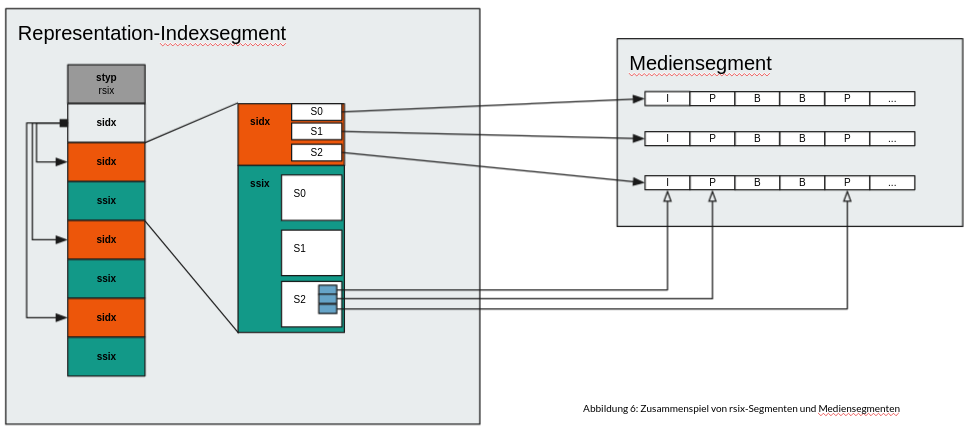 Representation-Indexsegment
styp
rsix
sidx
sidx
ssix
sidx
ssix
sidx
ssix
sidx
S0
S1
S2
ssix
S0
S1
S2
Mediensegment
I P B B P ...
I P B B P ...
I P B B P ...
Abbildung 6: Zusammenspiel von rsix-Segmenten und Mediensegmenten